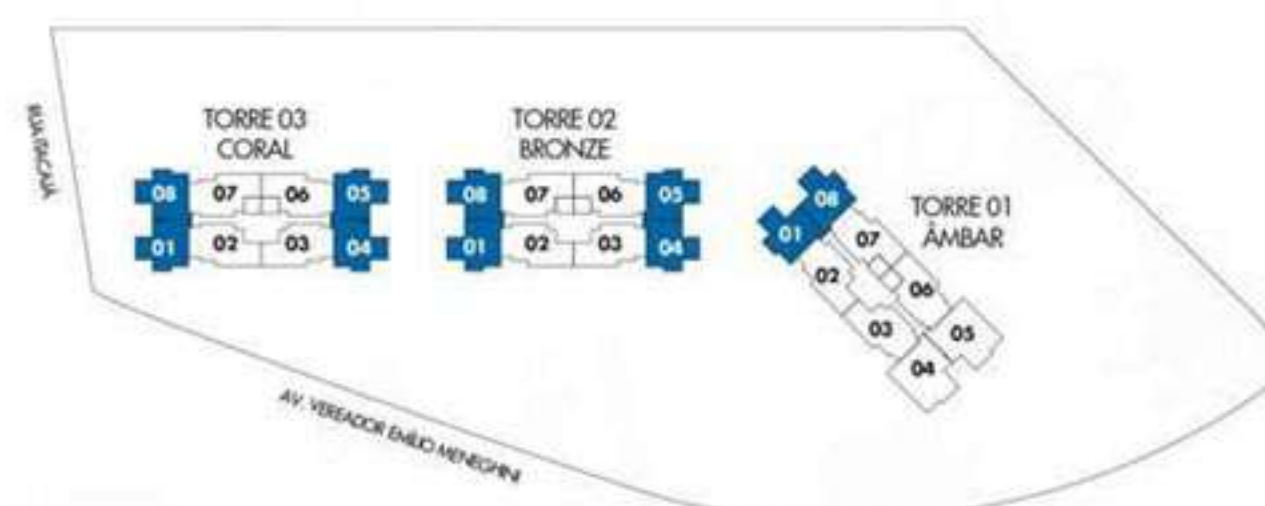 TORRE 03
CORAL
08 07 06 05
01 02 03 04
TORRE 02
BRONZE
08 07 06 05
01 02 03 04
TORRE 01
ÂMBAR
08
01
07
02
06
03
05
04
RUA
AV. VEREADOR EMÍLIO MENEGHINI